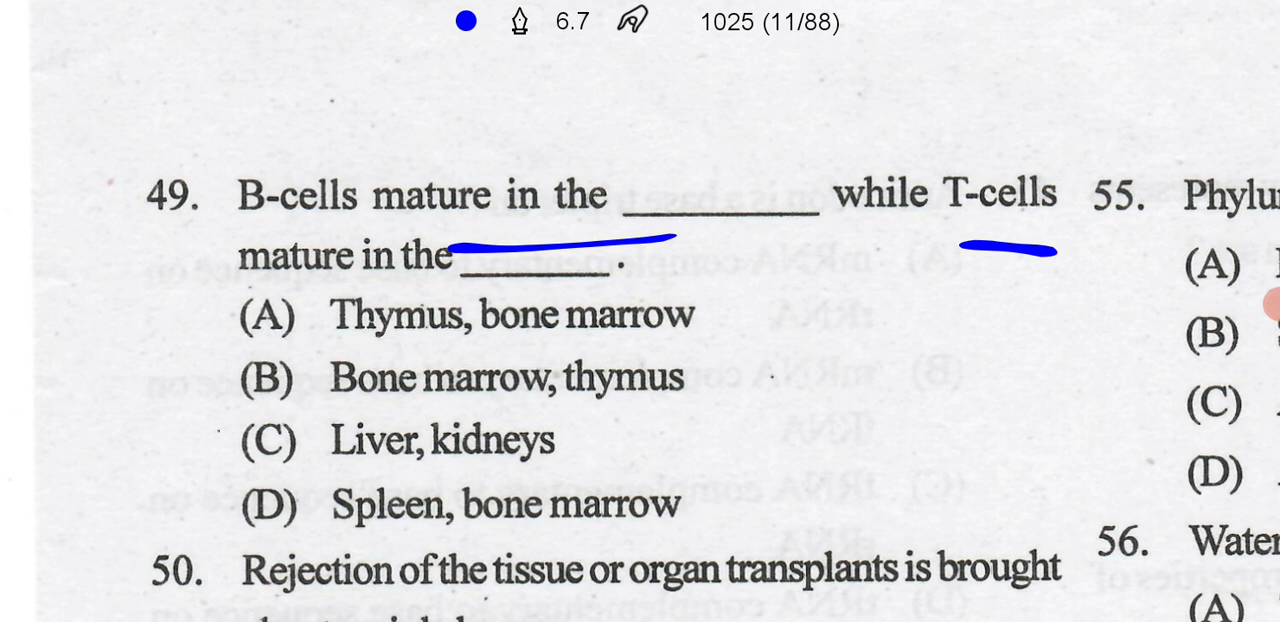 6.7 1025 (11/88)
49. B-cells mature in the __________ while T-cells
mature in the ________.
(A) Thymus, bone marrow
(B) Bone marrow, thymus
(C) Liver, kidneys
(D) Spleen, bone marrow
50. Rejection of the tissue or organ transplants is brought
55.
(A)
(B)
(C)
(D)
56. Water
(A)